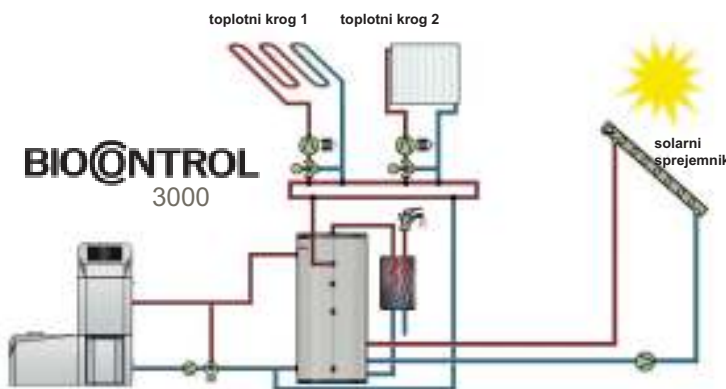 toplotni krog 1
toplotni krog 2
BIOCONTROL
3000
solarni
sprejemnik